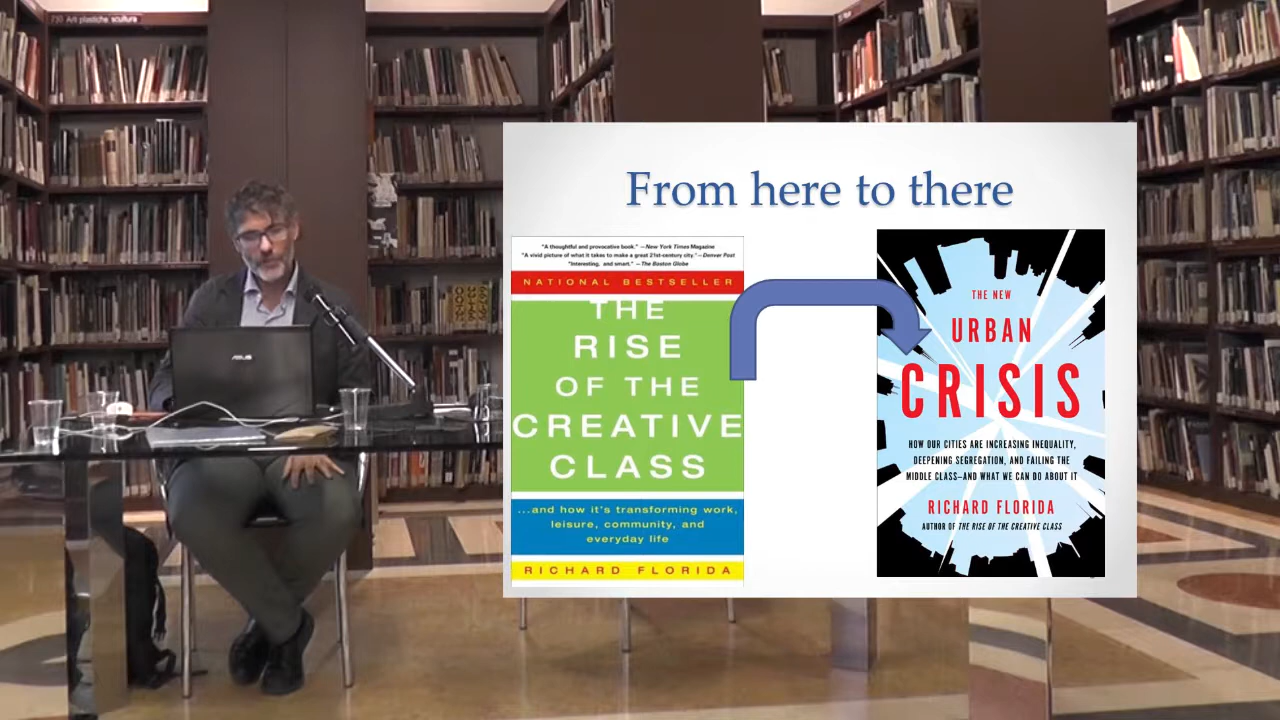 730 Arti plastiche scultura
ASUS
From here to there
"A thoughtful and provocative book." —New York Times Magazine
"A vivid picture of what it takes to make a great 21st-century city."—Denver Post
"Interesting, and smart." —The Boston Globe
NATIONAL BESTSELLER
THE
RISE
OF THE
CREATIVE
CLASS
...and how it's transforming work,
leisure, community, and
everyday life
RICHARD FLORIDA
THE NEW
URBAN
CRISIS
HOW OUR CITIES ARE INCREASING INEQUALITY,
DEEPENING SEGREGATION, AND FAILING THE
MIDDLE CLASS—AND WHAT WE CAN DO ABOUT IT
RICHARD FLORIDA
AUTHOR OF THE RISE OF THE CREATIVE CLASS